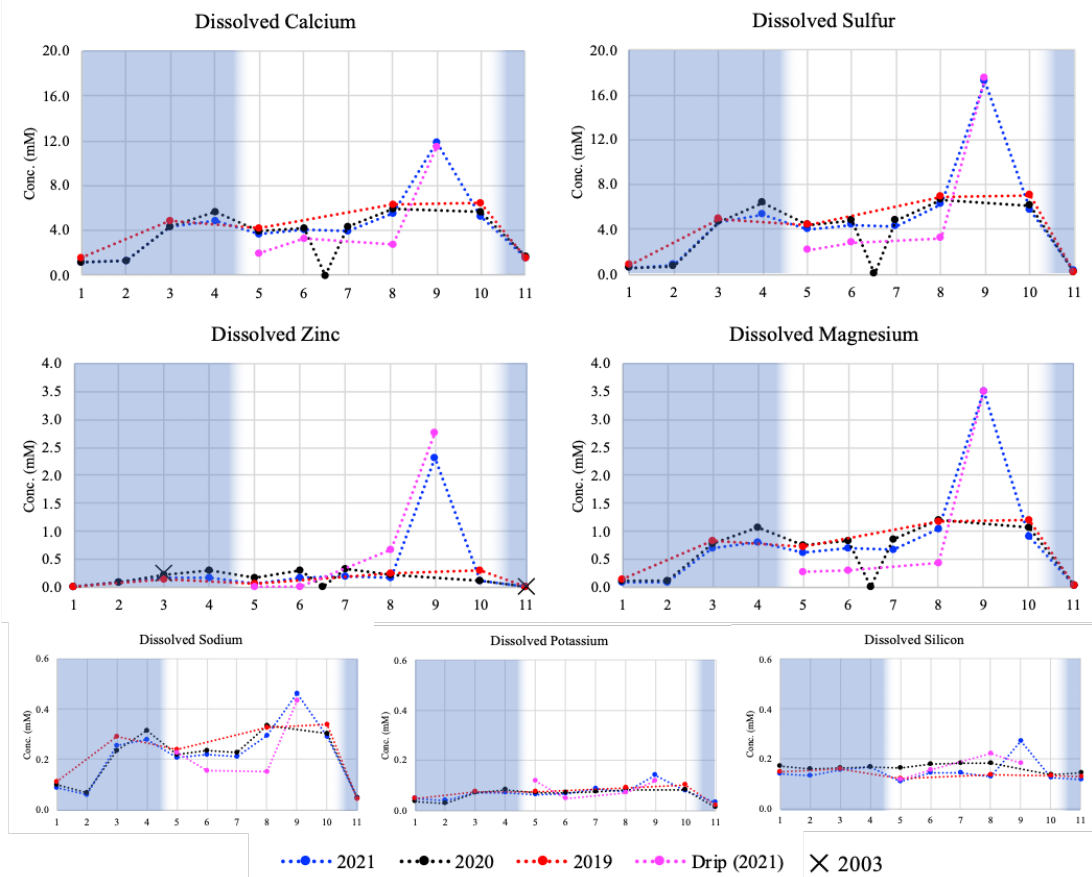 Dissolved Calcium
Conc. (mM)
20.0
16.0
12.0
8.0
4.0
0.0
1 2 3 4 5 6 7 8 9 10 11
Dissolved Sulfur
Conc. (mM)
20.0
16.0
12.0
8.0
4.0
0.0
1 2 3 4 5 6 7 8 9 10 11
Dissolved Zinc
Conc. (mM)
4.0
3.5
3.0
2.5
2.0
1.5
1.0
0.5
0.0
1 2 3 4 5 6 7 8 9 10 11
Dissolved Magnesium
Conc. (mM)
4.0
3.5
3.0
2.5
2.0
1.5
1.0
0.5
0.0
1 2 3 4 5 6 7 8 9 10 11
Dissolved Sodium
Conc. (mM)
0.6
0.4
0.2
0.0
1 2 3 4 5 6 7 8 9 10 11
Dissolved Potassium
Conc. (mM)
0.6
0.4
0.2
0.0
1 2 3 4 5 6 7 8 9 10 11
Dissolved Silicon
Conc. (mM)
0.6
0.4
0.2
0.0
1 2 3 4 5 6 7 8 9 10 11
2021 2020 2019 Drip (2021) 2003